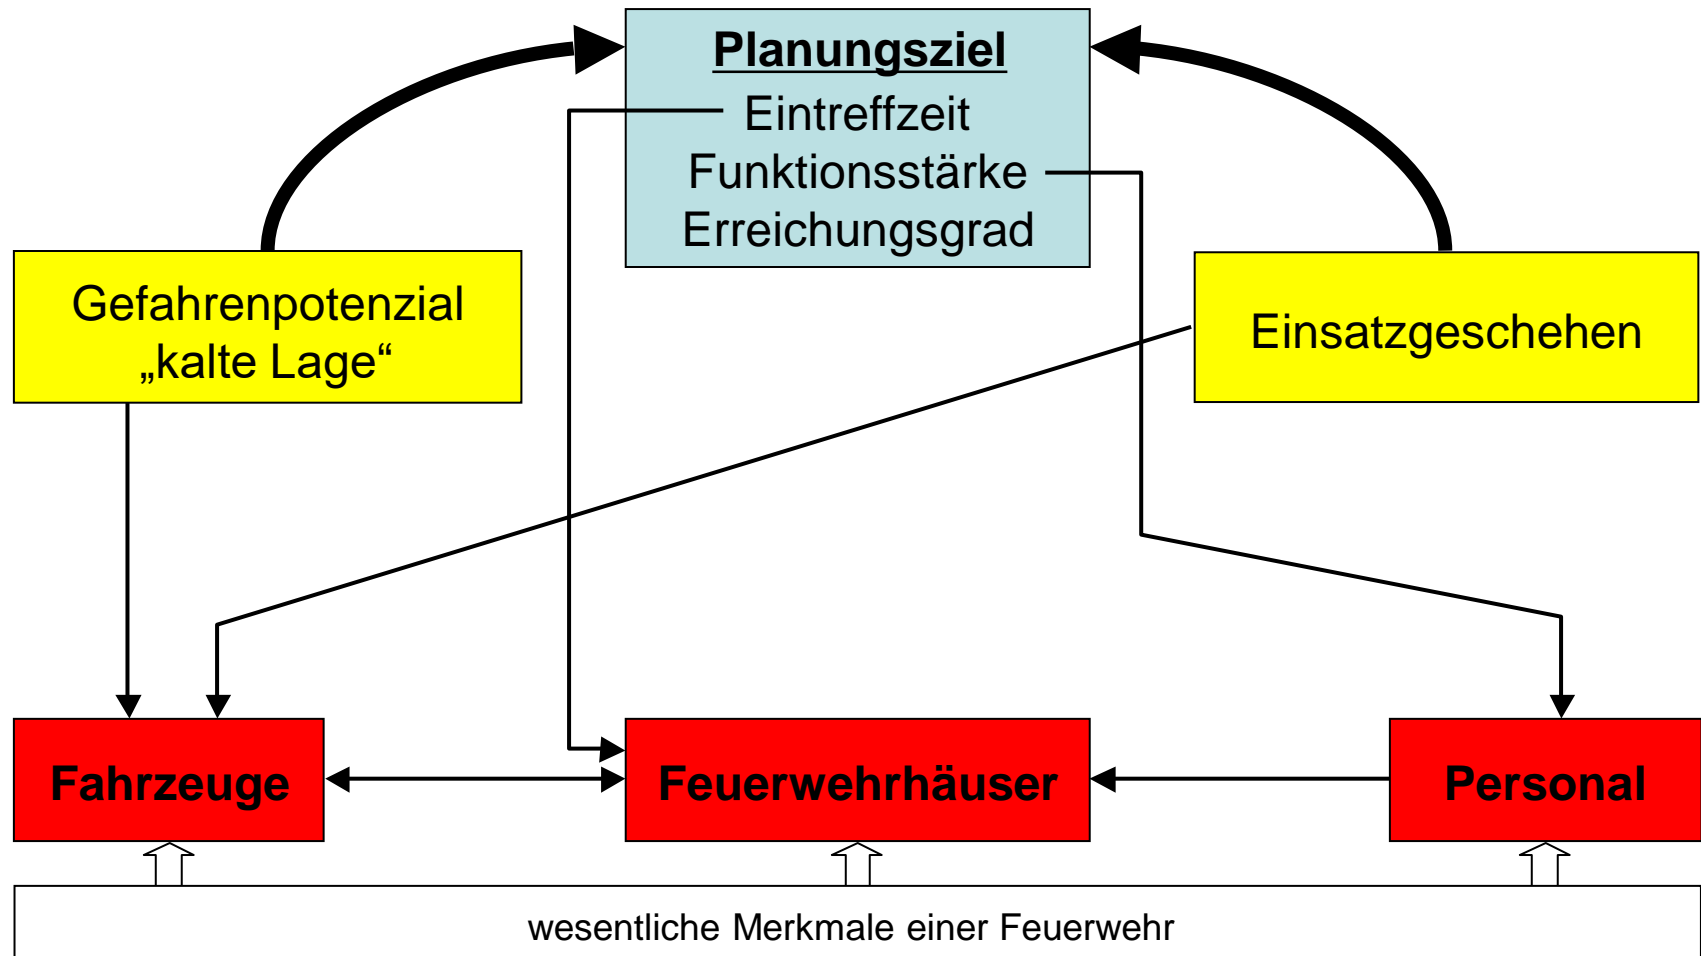 Planungsziel
Eintreffzeit
Funktionsstärke
Erreichungsgrad
Gefahrenpotenzial
„kalte Lage“
Einsatzgeschehen
Fahrzeuge
Feuerwehrhäuser
Personal
wesentliche Merkmale einer Feuerwehr